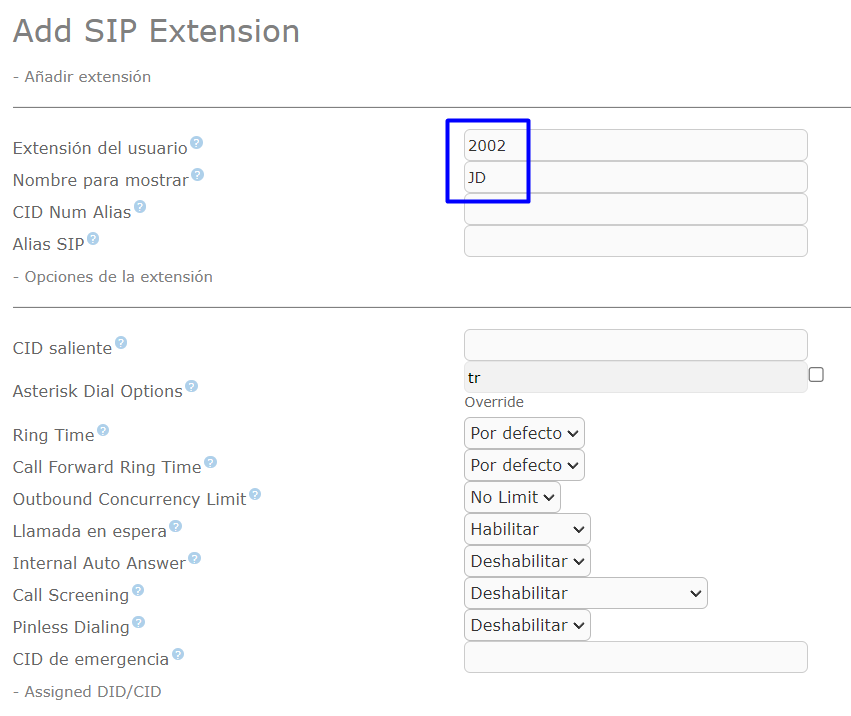 Add SIP Extension
- Añadir extensión
Extensión del usuario ? 2002
Nombre para mostrar ? JD
CID Num Alias ?
Alias SIP ?
- Opciones de la extensión
CID saliente ?
Asterisk Dial Options ? tr
Override
Ring Time ? Por defecto
Call Forward Ring Time ? Por defecto
Outbound Concurrency Limit ? No Limit
Llamada en espera ? Habilitar
Internal Auto Answer ? Deshabilitar
Call Screening ? Deshabilitar
Pinless Dialing ? Deshabilitar
CID de emergencia ?
- Assigned DID/CID